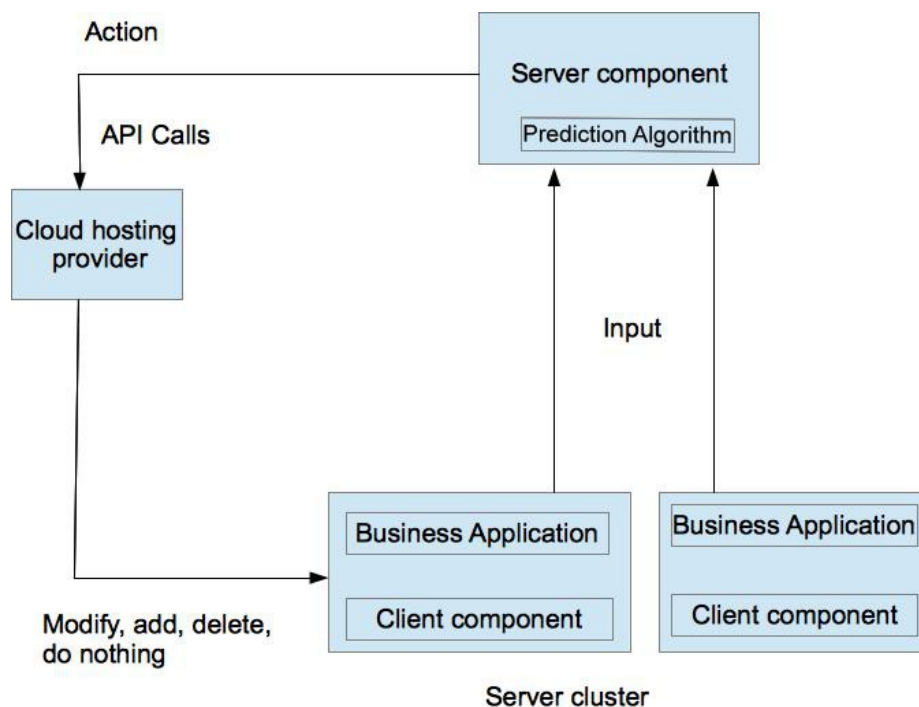 Action
Server component
Prediction Algorithm
API Calls
Cloud hosting
provider
Input
Business Application
Client component
Business Application
Client component
Modify, add, delete,
do nothing
Server cluster